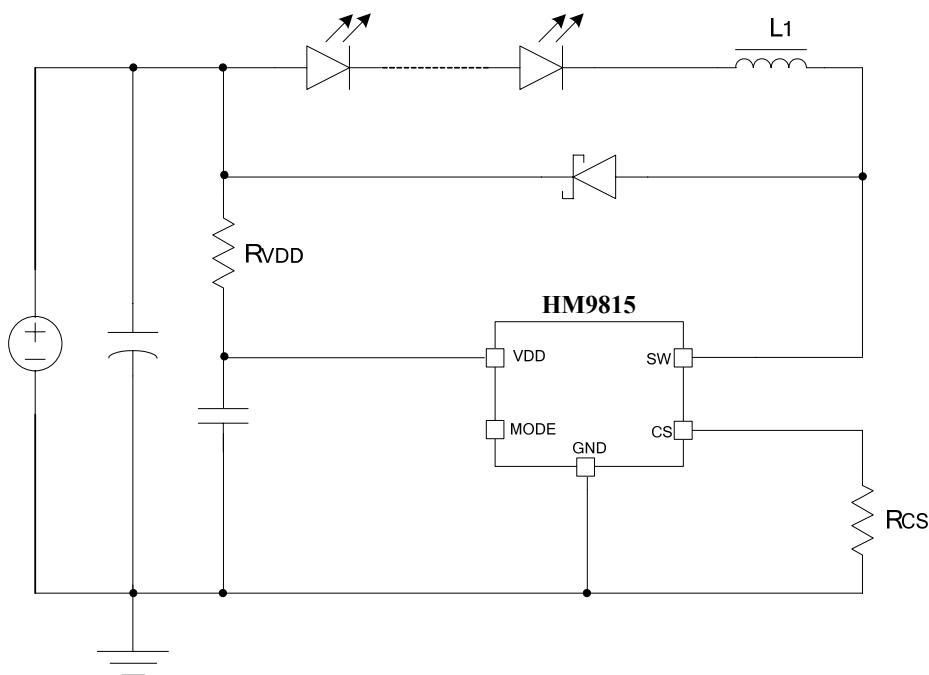 L1
RVDD
HM9815
VDD
SW
MODE
CS
GND
RCS